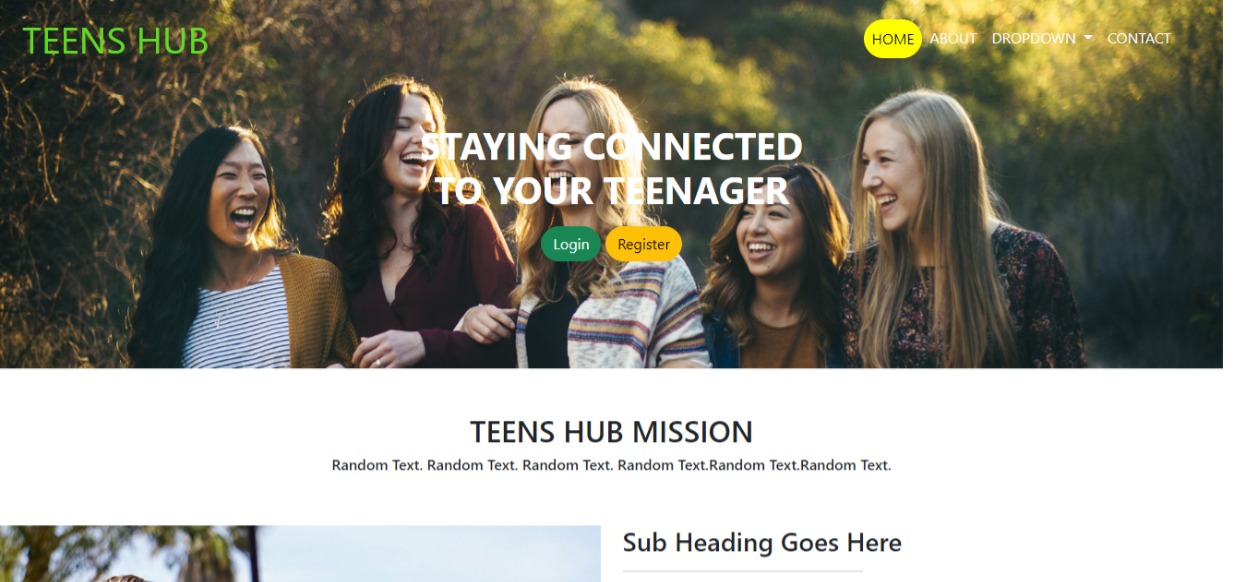 TEENS HUB
HOME ABOUT DROPDOWN CONTACT
STAYING CONNECTED
TO YOUR TEENAGER
Login Register
TEENS HUB MISSION
Random Text. Random Text. Random Text. Random Text.Random Text.Random Text.
Sub Heading Goes Here